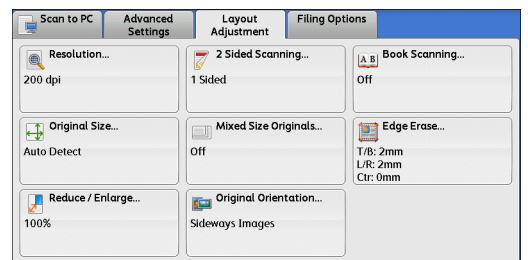 Scan to PC
Advanced
Settings
Layout
Adjustment
Filing Options
Resolution...
200 dpi
2 Sided Scanning...
1 Sided
A B
Book Scanning...
Off
Original Size...
Auto Detect
Mixed Size Originals...
Off
Edge Erase...
T/B: 2mm
L/R: 2mm
Ctr: 0mm
Reduce / Enlarge...
100%
Original Orientation...
Sideways Images